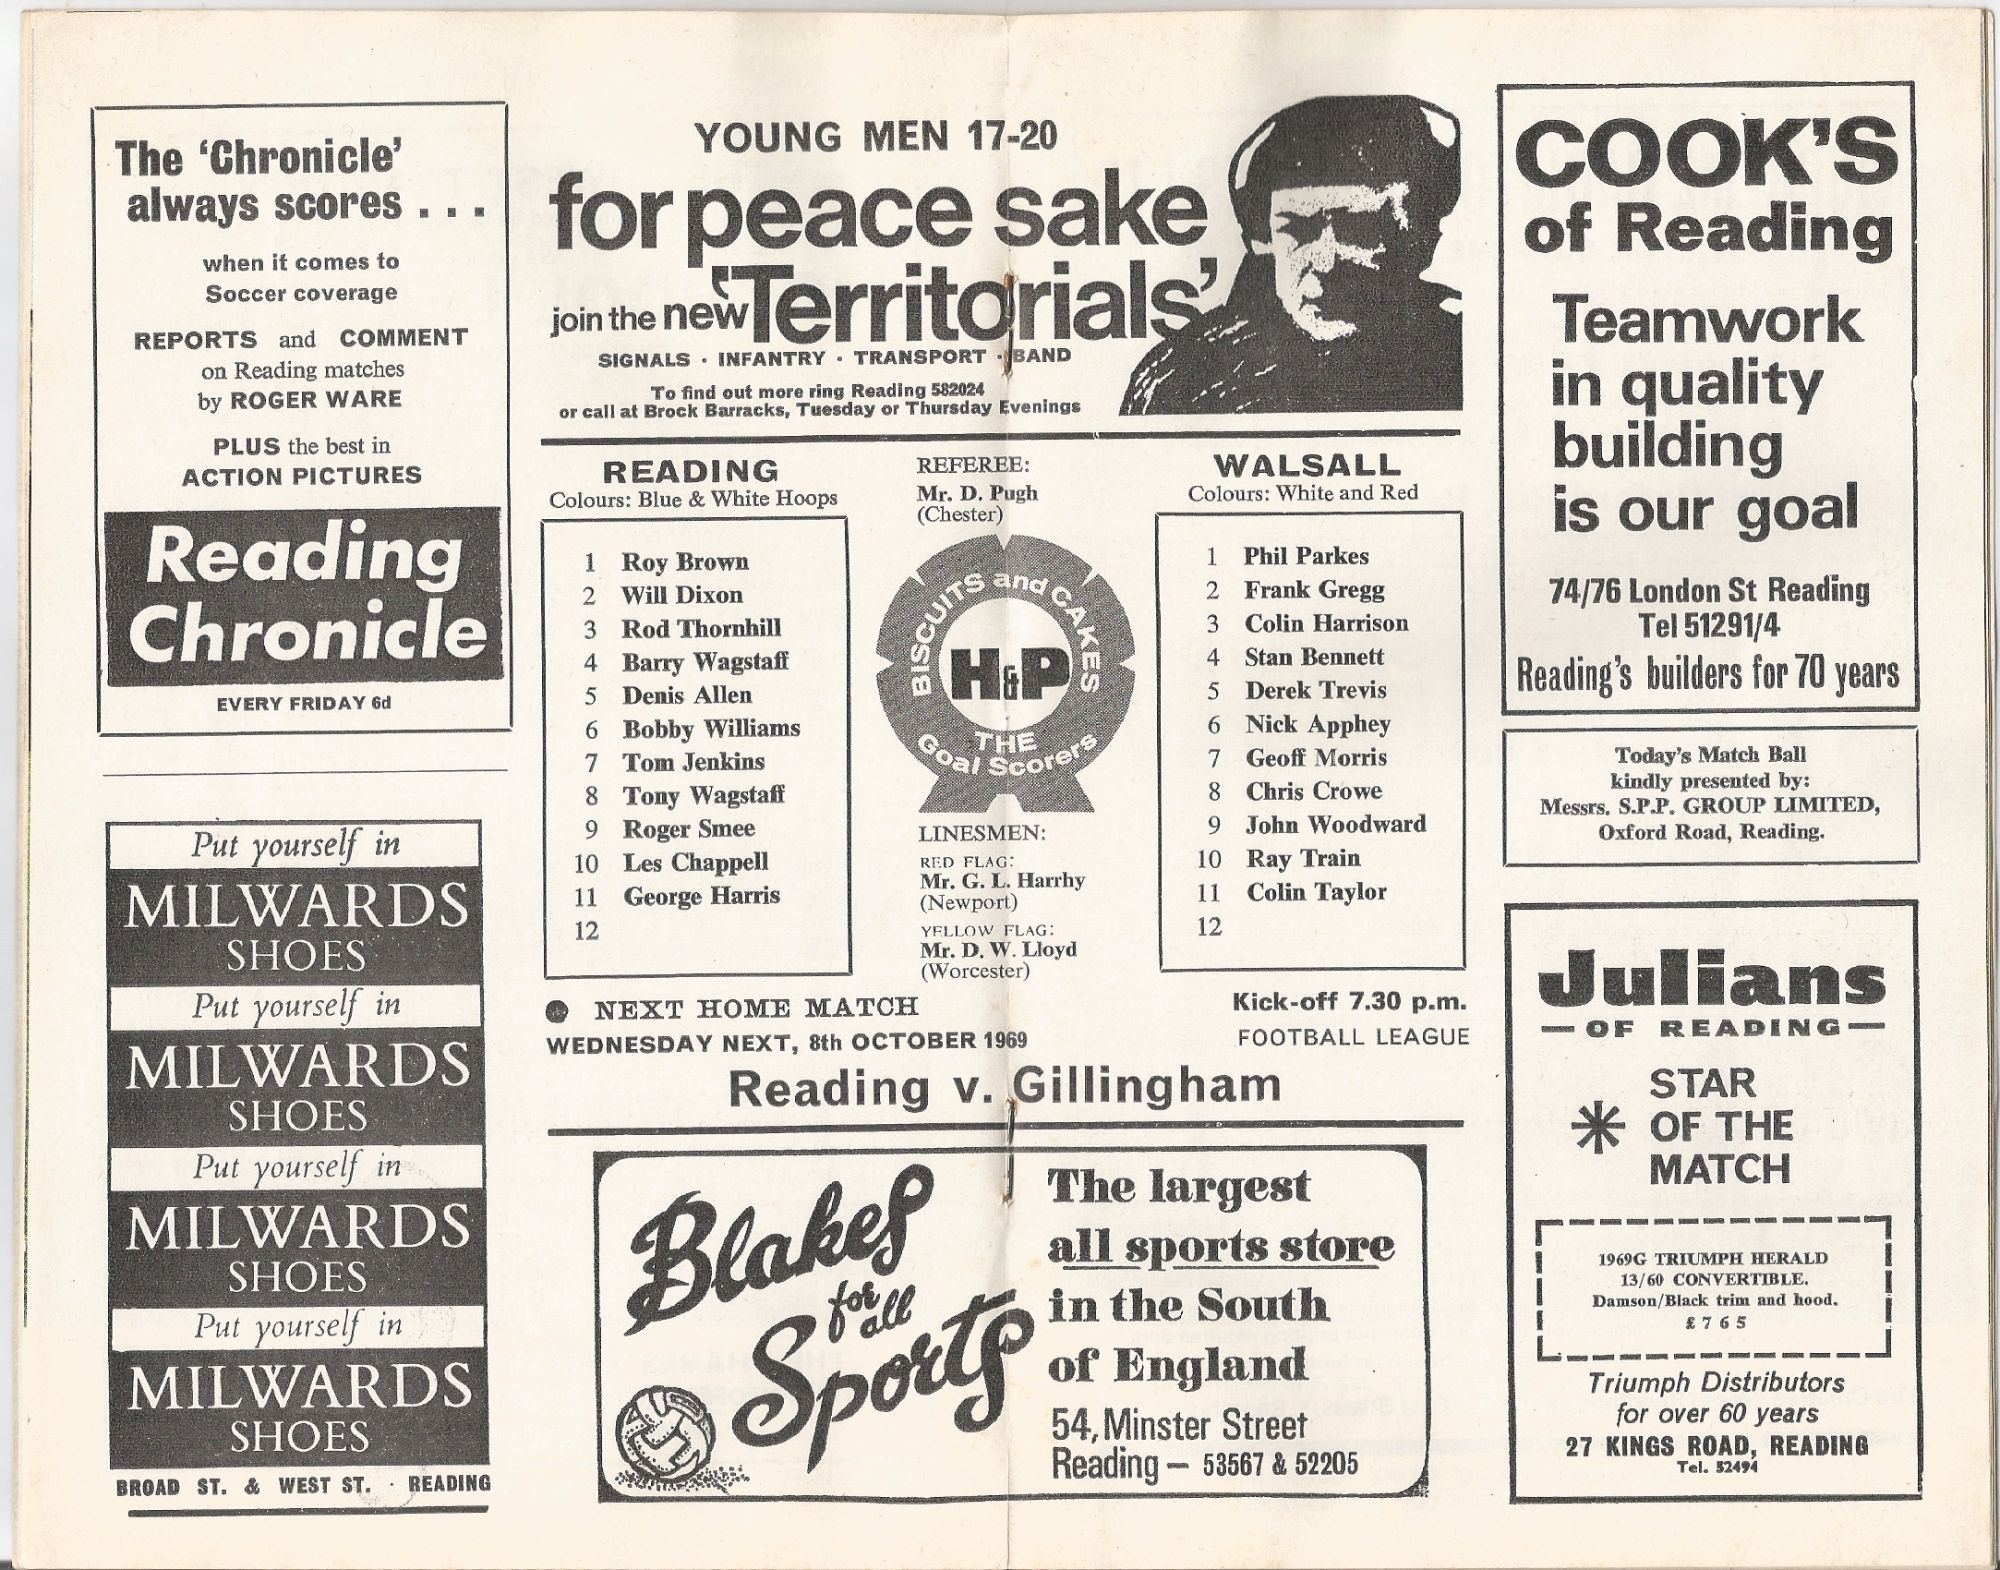 The 'Chronicle'
always scores . . .
when it comes to
Soccer coverage
REPORTS and COMMENT
on Reading matches
by ROGER WARE
PLUS the best in
ACTION PICTURES
Reading
Chronicle
EVERY FRIDAY 6d
Put yourself in
MILWARDS
SHOES
Put yourself in
MILWARDS
SHOES
Put yourself in
MILWARDS
SHOES
Put yourself in
MILWARDS
SHOES
BROAD ST. & WEST ST. · READING
YOUNG MEN 17-20
for peace sake
join the new 'Territorials'
SIGNALS · INFANTRY · TRANSPORT · BAND
To find out more ring Reading 582024
or call at Brock Barracks, Tuesday or Thursday Evenings
READING
Colours: Blue & White Hoops
1 Roy Brown
2 Will Dixon
3 Rod Thornhill
4 Barry Wagstaff
5 Denis Allen
6 Bobby Williams
7 Tom Jenkins
8 Tony Wagstaff
9 Roger Smee
10 Les Chappell
11 George Harris
12
REFEREE:
Mr. D. Pugh
(Chester)
BISCUITS and CAKES
H&P
THE
Goal Scorers
LINESMEN:
RED FLAG:
Mr. G. L. Harrhy
(Newport)
YELLOW FLAG:
Mr. D. W. Lloyd
(Worcester)
WALSALL
Colours: White and Red
1 Phil Parkes
2 Frank Gregg
3 Colin Harrison
4 Stan Bennett
5 Derek Trevis
6 Nick Apphey
7 Geoff Morris
8 Chris Crowe
9 John Woodward
10 Ray Train
11 Colin Taylor
12
● NEXT HOME MATCH
WEDNESDAY NEXT, 8th OCTOBER 1969
Kick-off 7.30 p.m.
FOOTBALL LEAGUE
Reading v. Gillingham
Blakes
for all
Sports
The largest
all sports store
in the South
of England
54, Minster Street
Reading — 53567 & 52205
COOK'S
of Reading
Teamwork
in quality
building
is our goal
74/76 London St Reading
Tel 51291/4
Reading's builders for 70 years
Today's Match Ball
kindly presented by:
Messrs. S.P.P. GROUP LIMITED,
Oxford Road, Reading.
Julians
—OF READING—
STAR
* OF THE
MATCH
1969G TRIUMPH HERALD
13/60 CONVERTIBLE.
Damson/Black trim and hood.
£765
Triumph Distributors
for over 60 years
27 KINGS ROAD, READING
Tel. 52494